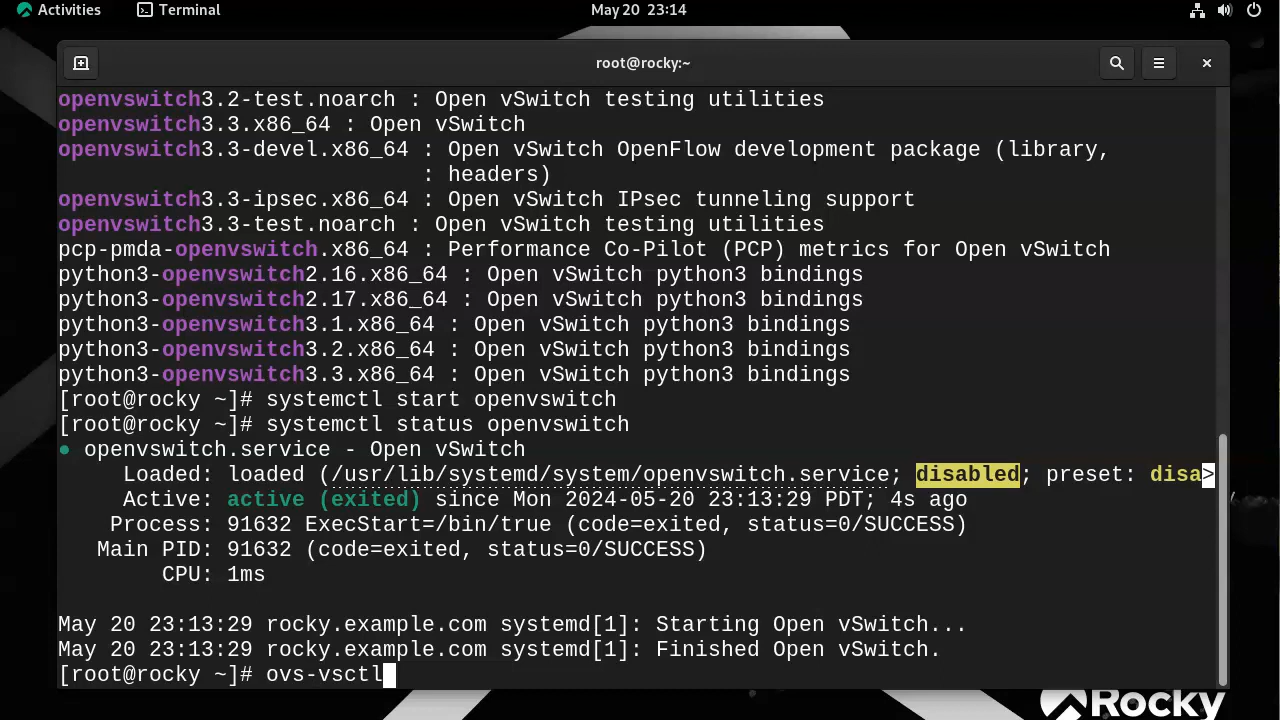 Activities Terminal May 20 23:14
root@rocky:~
openvswitch3.2-test.noarch : Open vSwitch testing utilities
openvswitch3.3.x86_64 : Open vSwitch
openvswitch3.3-devel.x86_64 : Open vSwitch OpenFlow development package (library,
: headers)
openvswitch3.3-ipsec.x86_64 : Open vSwitch IPsec tunneling support
openvswitch3.3-test.noarch : Open vSwitch testing utilities
pcp-pmda-openvswitch.x86_64 : Performance Co-Pilot (PCP) metrics for Open vSwitch
python3-openvswitch2.16.x86_64 : Open vSwitch python3 bindings
python3-openvswitch2.17.x86_64 : Open vSwitch python3 bindings
python3-openvswitch3.1.x86_64 : Open vSwitch python3 bindings
python3-openvswitch3.2.x86_64 : Open vSwitch python3 bindings
python3-openvswitch3.3.x86_64 : Open vSwitch python3 bindings
[root@rocky ~]# systemctl start openvswitch
[root@rocky ~]# systemctl status openvswitch
● openvswitch.service - Open vSwitch
Loaded: loaded (/usr/lib/systemd/system/openvswitch.service; disabled; preset: disa>
Active: active (exited) since Mon 2024-05-20 23:13:29 PDT; 4s ago
Process: 91632 ExecStart=/bin/true (code=exited, status=0/SUCCESS)
Main PID: 91632 (code=exited, status=0/SUCCESS)
CPU: 1ms
May 20 23:13:29 rocky.example.com systemd[1]: Starting Open vSwitch...
May 20 23:13:29 rocky.example.com systemd[1]: Finished Open vSwitch.
[root@rocky ~]# ovs-vsctl
Rocky